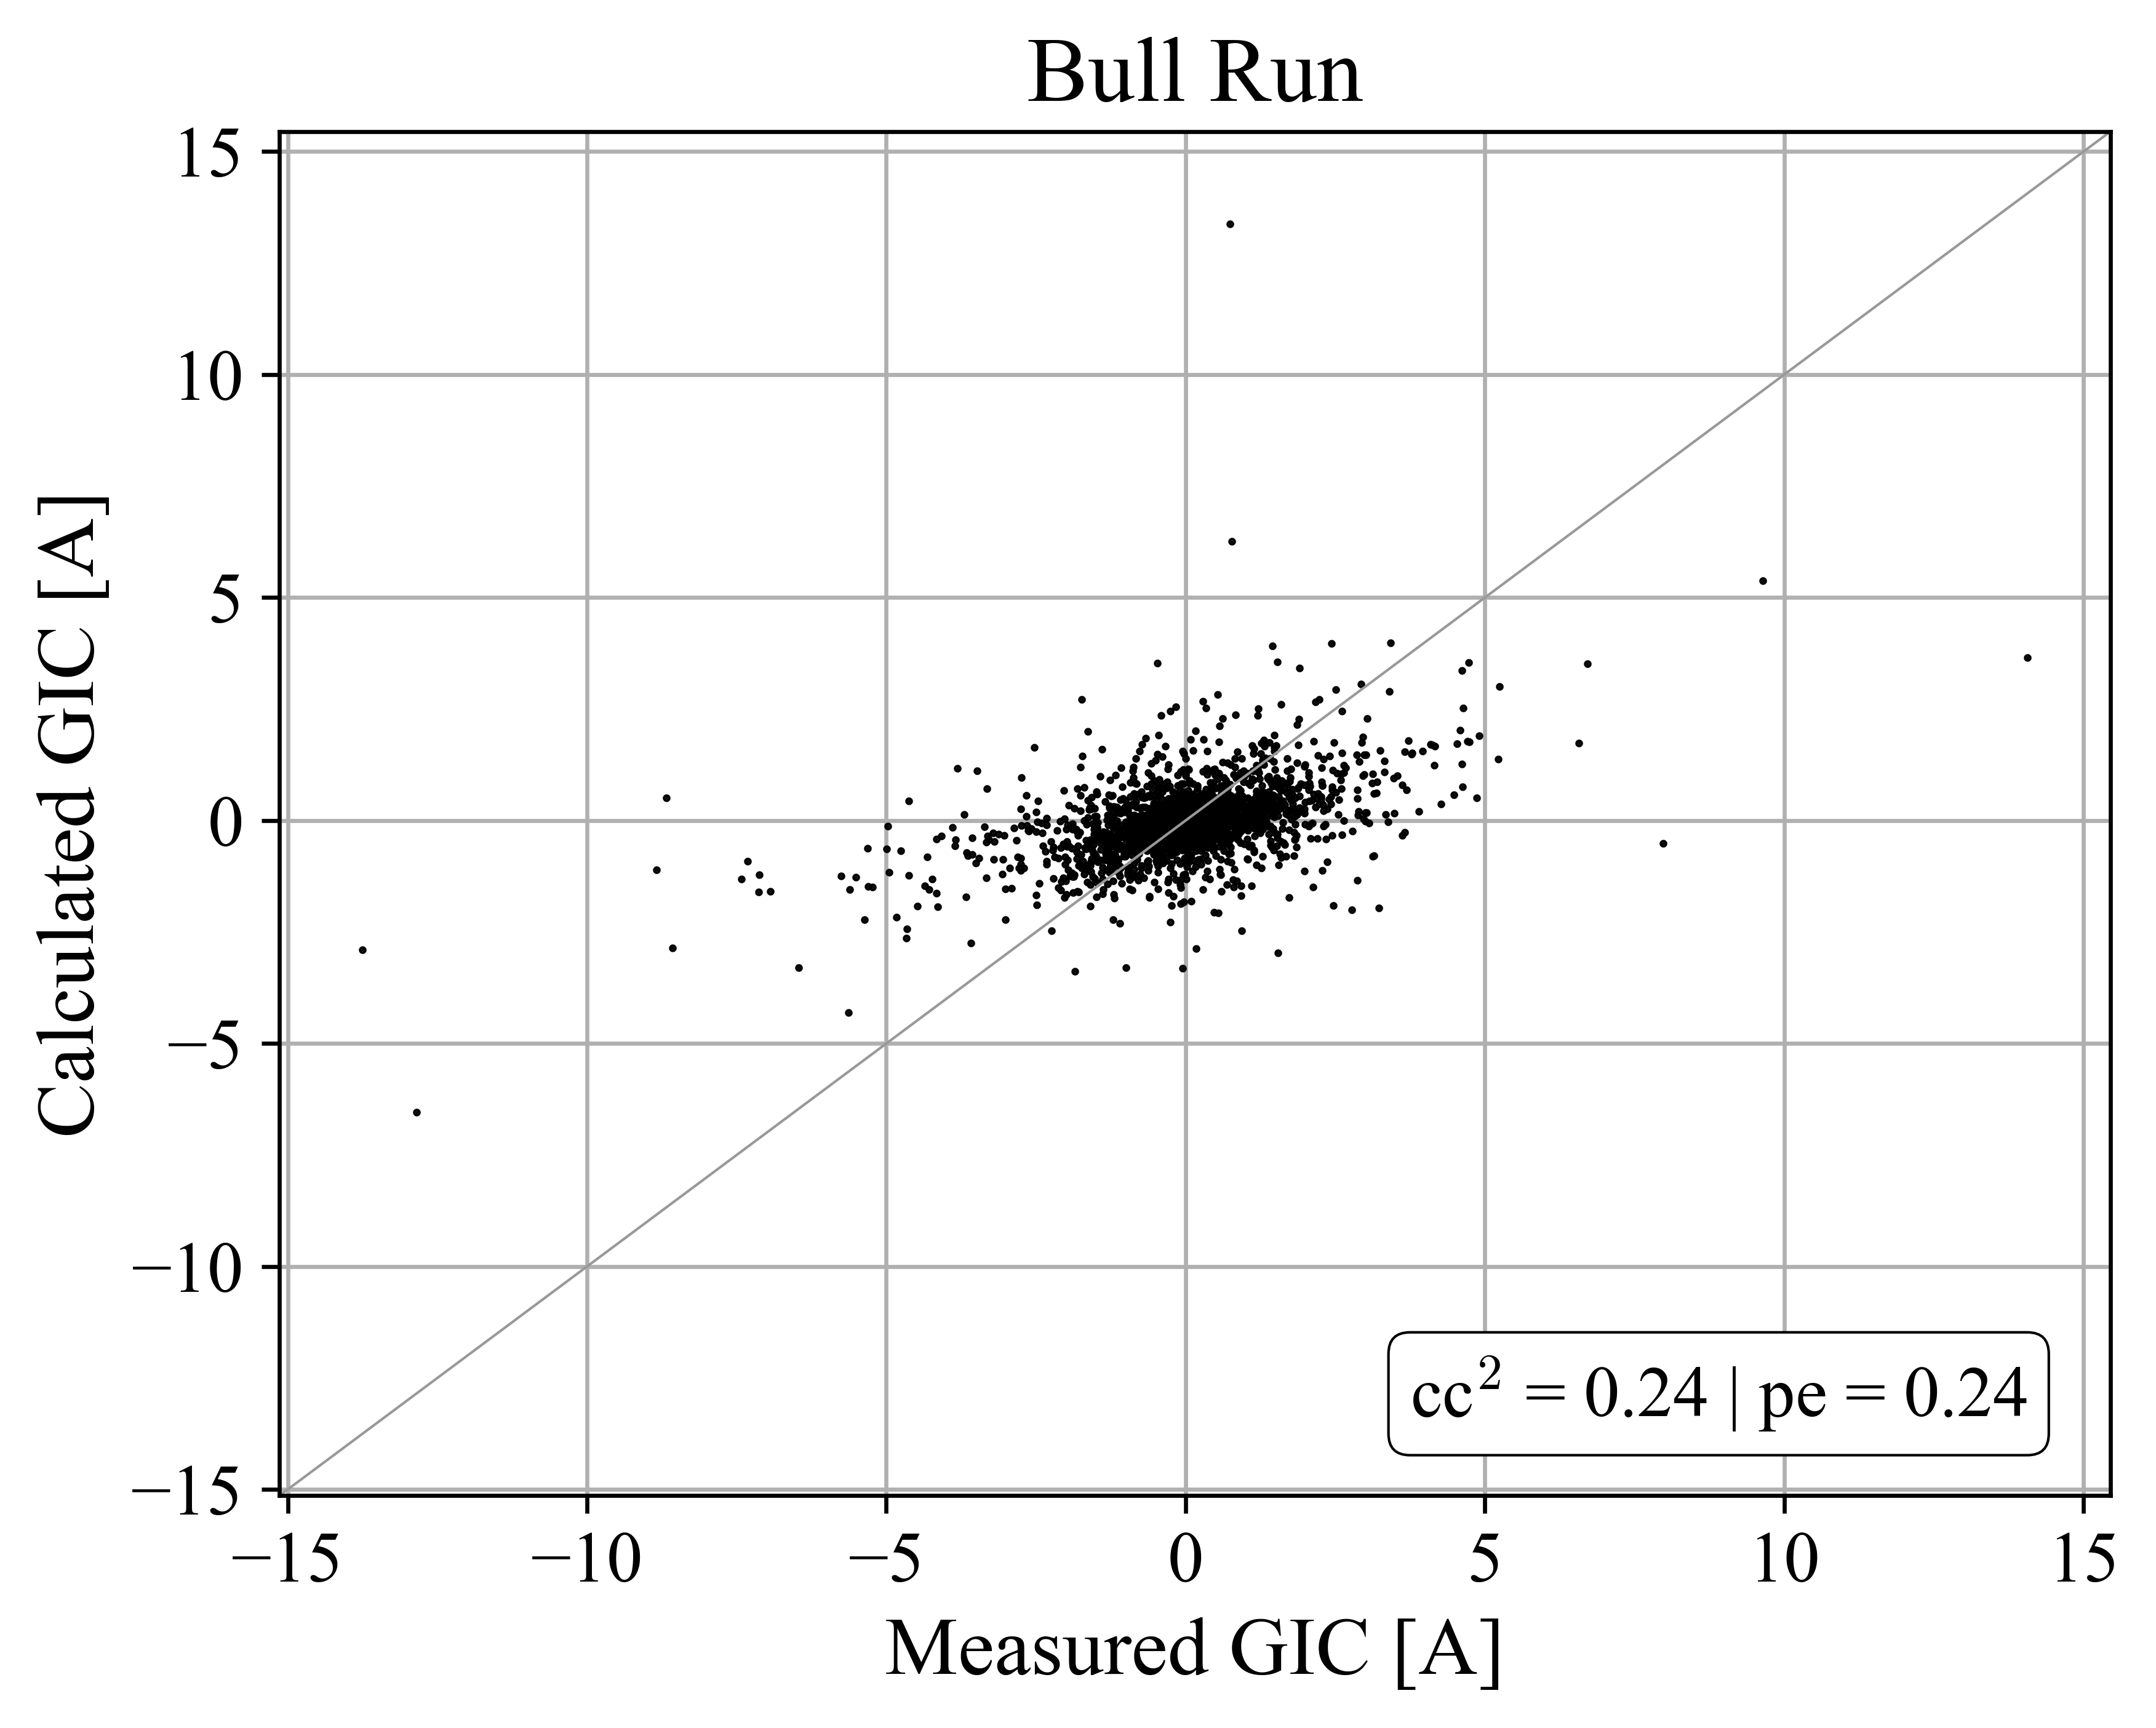 Bull Run
15
10
5
0
−5
−10
−15
Calculated GIC [A]
cc² = 0.24 | pe = 0.24
−15 −10 −5 0 5 10 15
Measured GIC [A]